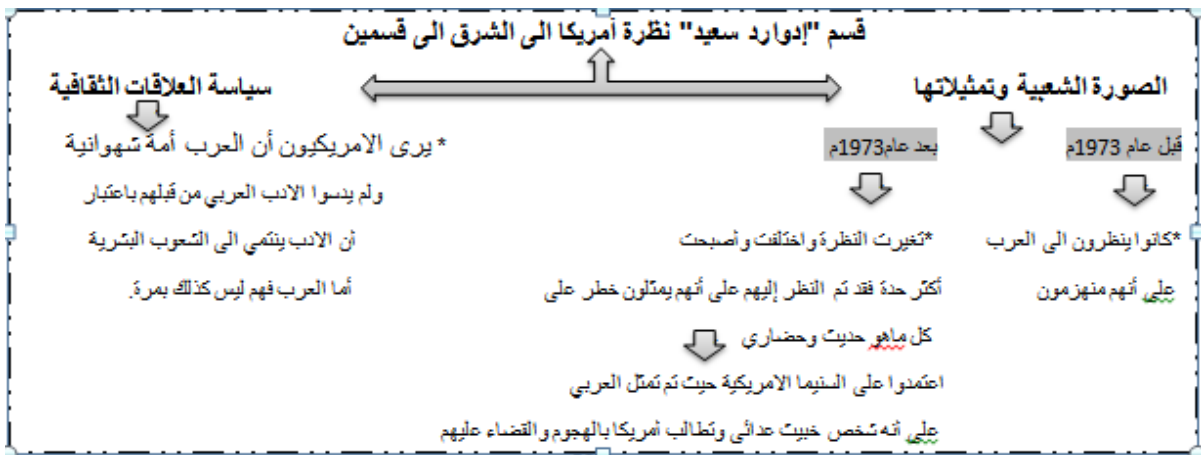 قسم "إدوارد سعيد" نظرة أمريكا الى الشرق الى قسمين
الصورة الشعبية وتمثيلاتها
سياسة العلاقات الثقافية
قبل عام 1973م
بعد عام1973م
*كانوا ينظرون الى العرب
على أنهم منهزمون
*تغيرت النظرة واختلفت وأصبحت
أكثر حدة فقد تم النظر إليهم على أنهم يمثلون خطر على
كل ماهو حديث وحضاري
اعتمدوا على السنيما الامريكية حيث تم تمثل العربي
على أنه شخص خبيث عدائي وتطالب أمريكا بالهجوم والقضاء عليهم
* يرى الامريكيون أن العرب أمة شهوانية
ولم يدسوا الادب العربي من قبلهم باعتبار
أن الادب ينتمي الى الشعوب البشرية
أما العرب فهم ليس كذلك بمرة.